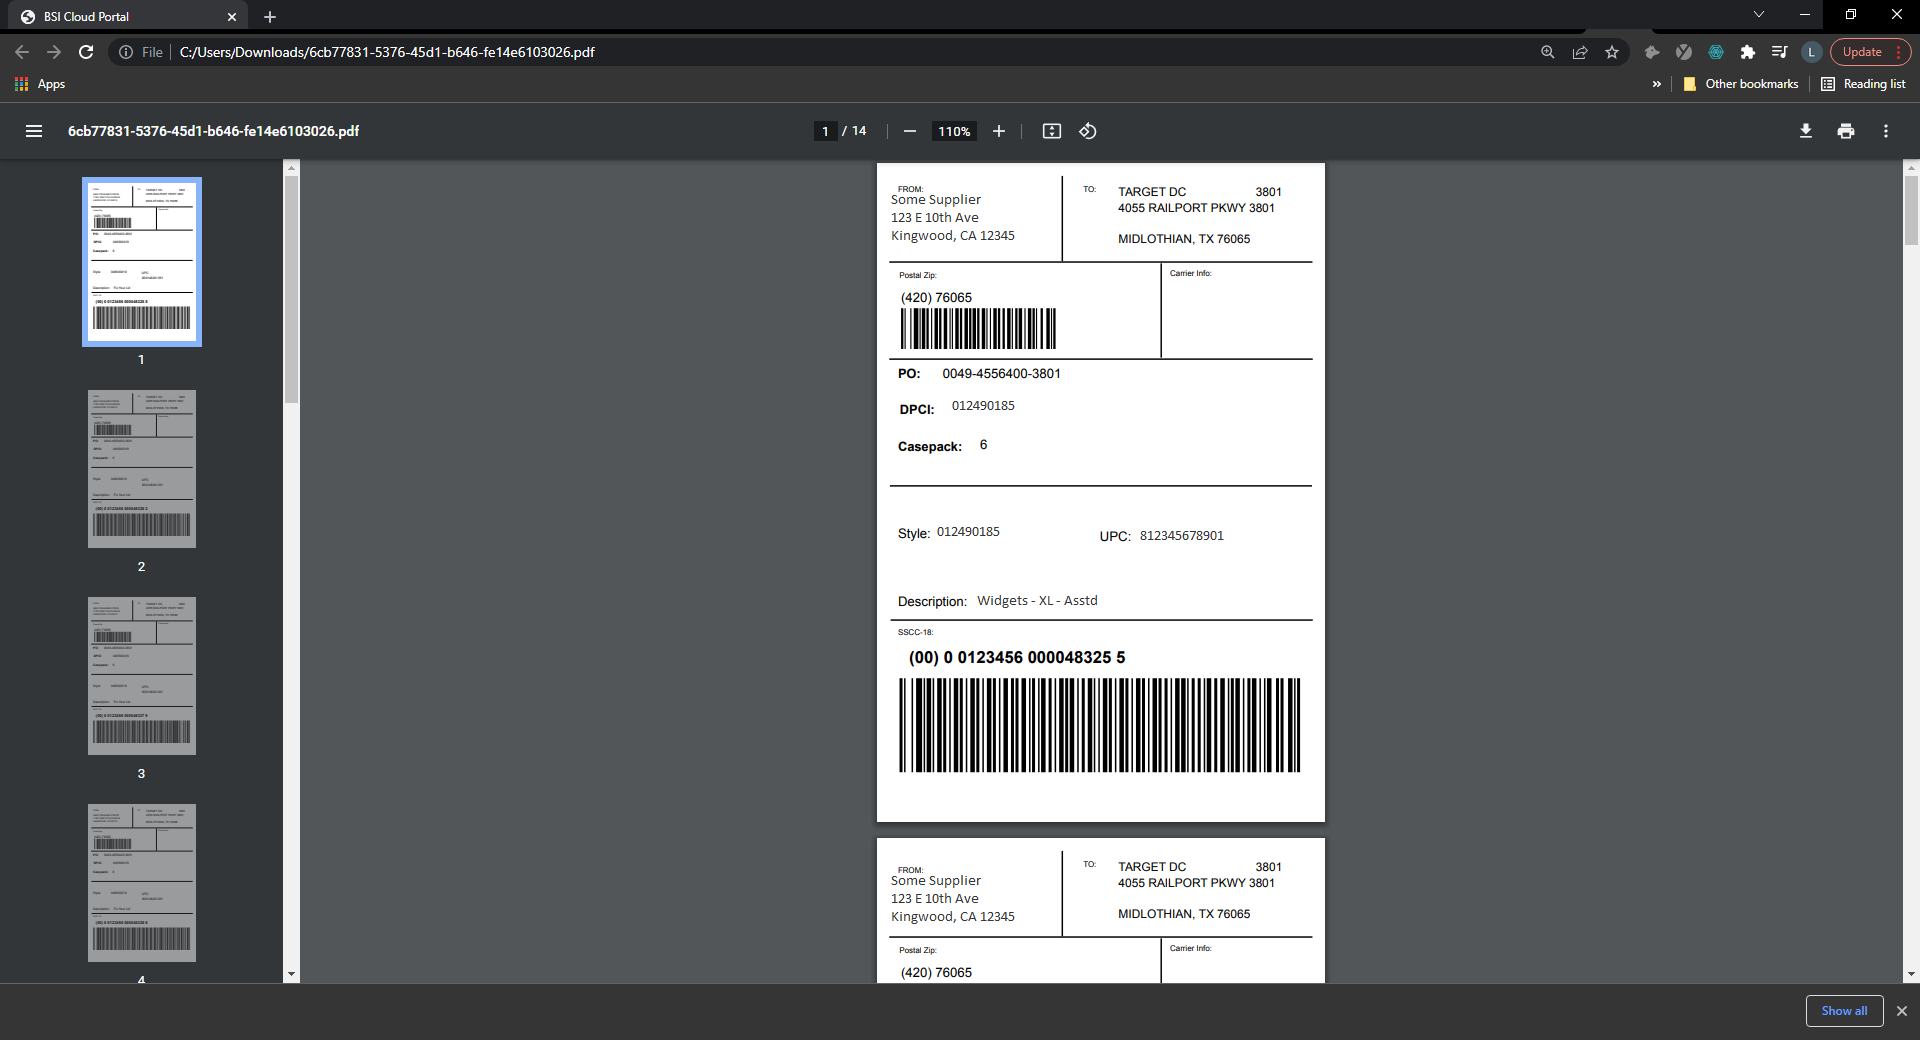 BSI Cloud Portal
File
C:/Users/Downloads/6cb77831-5376-45d1-b646-fe14e6103026.pdf
L
Update
Apps
»
Other bookmarks
Reading list
6cb77831-5376-45d1-b646-fe14e6103026.pdf
1 / 14
110%
1
2
3
4
FROM:
Some Supplier
123 E 10th Ave
Kingwood, CA 12345
TO:
TARGET DC 3801
4055 RAILPORT PKWY 3801
MIDLOTHIAN, TX 76065
Postal Zip:
(420) 76065
Carrier Info:
PO: 0049-4556400-3801
DPCI: 012490185
Casepack: 6
Style: 012490185
UPC: 812345678901
Description: Widgets - XL - Asstd
SSCC-18:
(00) 0 0123456 000048325 5
FROM:
Some Supplier
123 E 10th Ave
Kingwood, CA 12345
TO:
TARGET DC 3801
4055 RAILPORT PKWY 3801
MIDLOTHIAN, TX 76065
Postal Zip:
(420) 76065
Carrier Info:
Show all